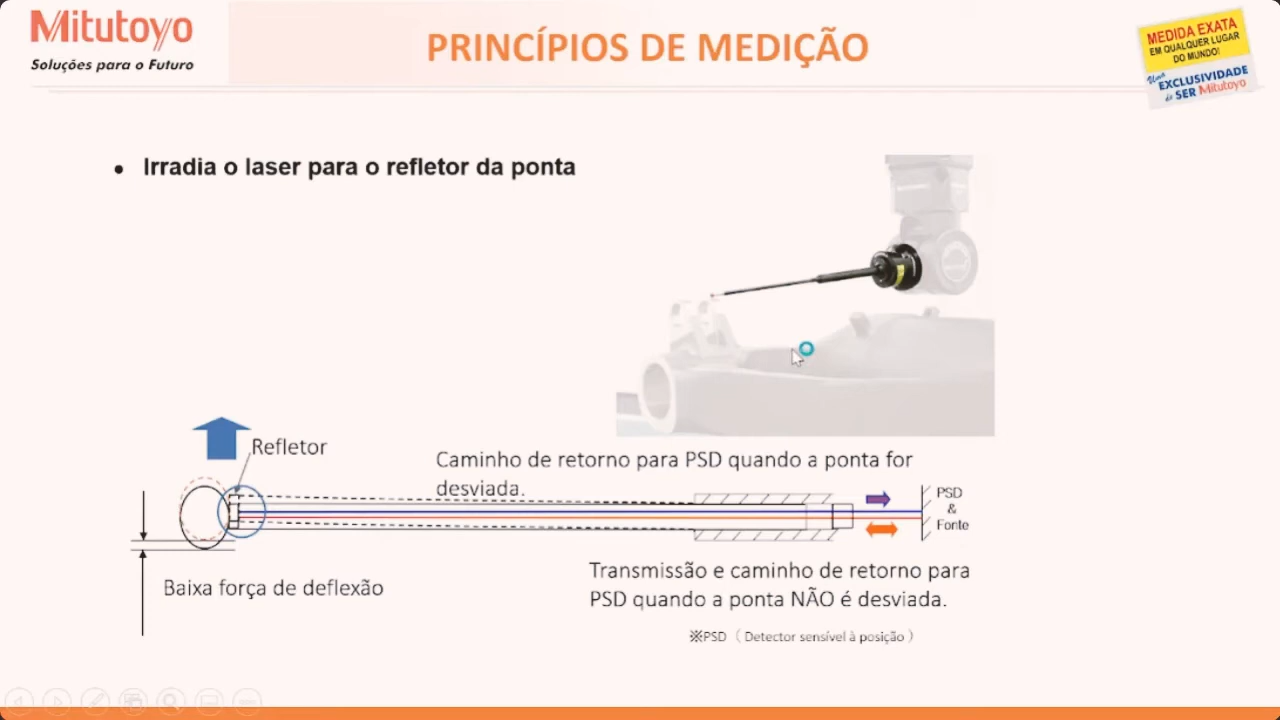 Mitutoyo
Soluções para o Futuro
PRINCÍPIOS DE MEDIÇÃO
MEDIDA EXATA
EM QUALQUER LUGAR
DO MUNDO!
Uma
EXCLUSIVIDADE
de SER Mitutoyo
• Irradia o laser para o refletor da ponta
Refletor
Caminho de retorno para PSD quando a ponta for
desviada.
PSD
&
Fonte
Baixa força de deflexão
Transmissão e caminho de retorno para
PSD quando a ponta NÃO é desviada.
※PSD（Detector sensível à posição）